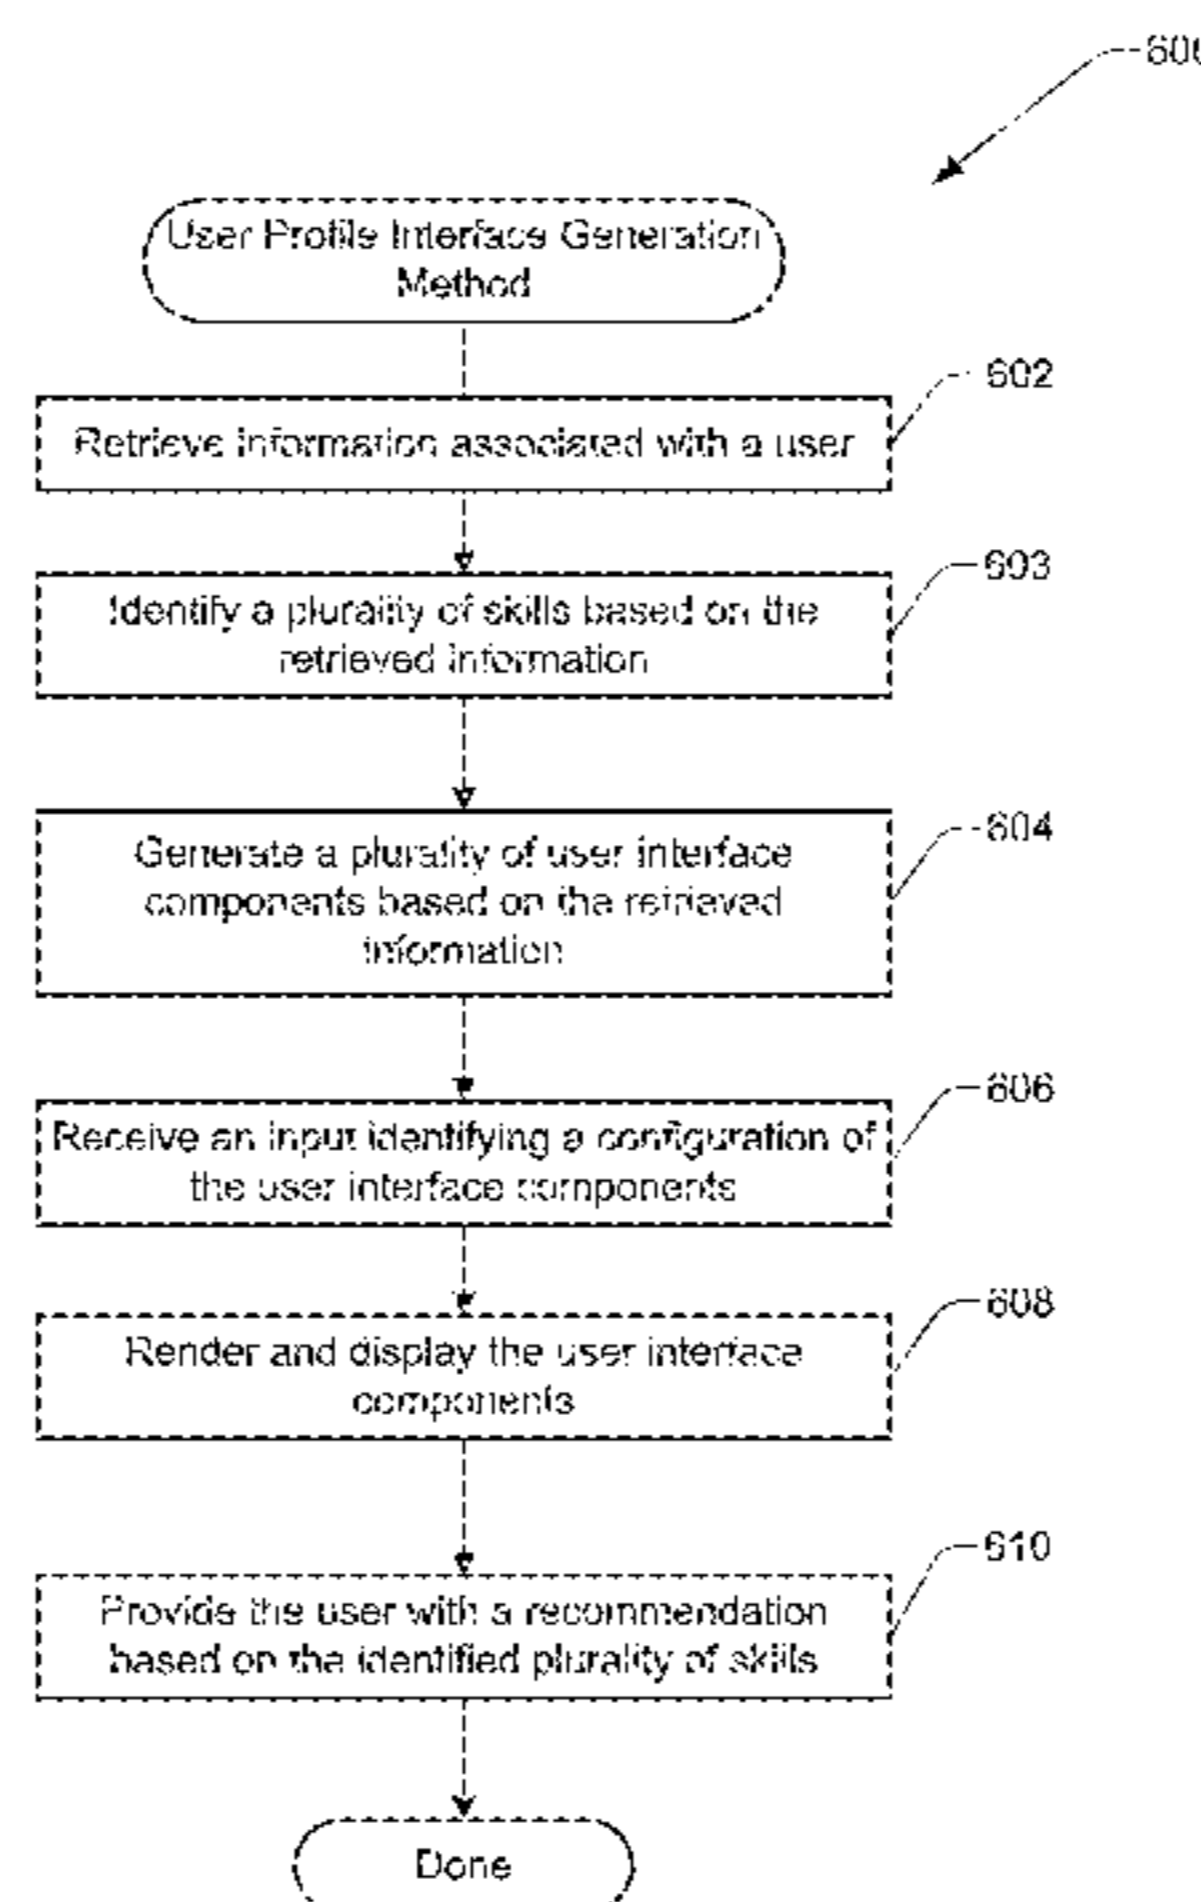 600
User Profile Interface Generation
Method
602
Retrieve information associated with a user
603
Identify a plurality of skills based on the
retrieved information
604
Generate a plurality of user interface
components based on the retrieved
information
606
Receive an input identifying a configuration of
the user interface components
608
Render and display the user interface
components
610
Provide the user with a recommendation
based on the identified plurality of skills
Done